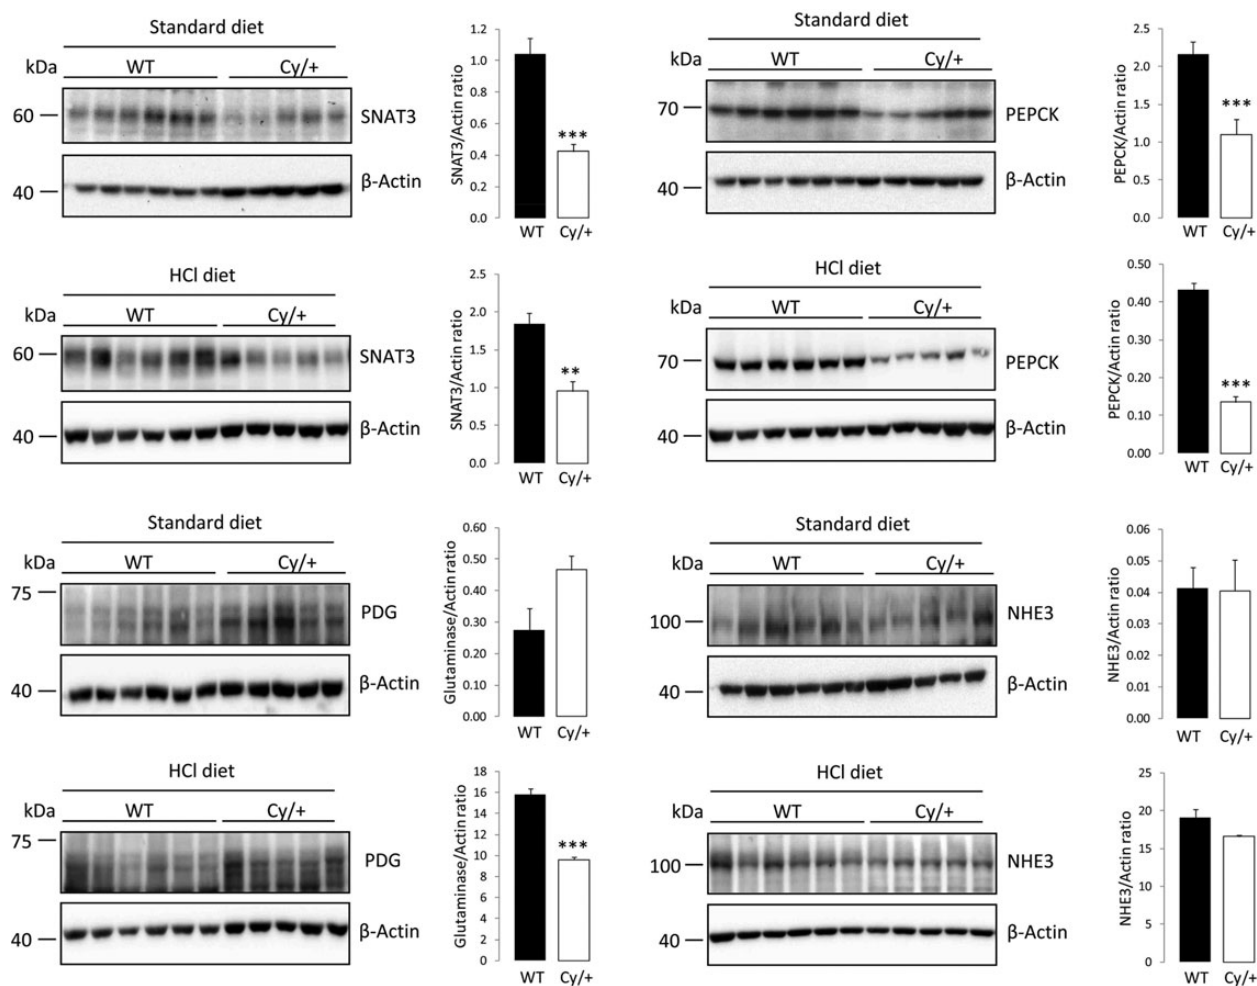 Standard diet
kDa
WT
Cy/+
60
SNAT3
40
β-Actin
SNAT3/Actin ratio
1.2
1.0
0.8
0.6
0.4
0.2
0.0
***
WT
Cy/+
Standard diet
kDa
WT
Cy/+
70
PEPCK
40
β-Actin
PEPCK/Actin ratio
2.5
2.0
1.5
1.0
0.5
0.0
***
WT
Cy/+
HCl diet
kDa
WT
Cy/+
60
SNAT3
40
β-Actin
SNAT3/Actin ratio
2.5
2.0
1.5
1.0
0.5
0.0
**
WT
Cy/+
HCl diet
kDa
WT
Cy/+
70
PEPCK
40
β-Actin
PEPCK/Actin ratio
0.50
0.40
0.30
0.20
0.10
0.00
***
WT
Cy/+
Standard diet
kDa
WT
Cy/+
75
PDG
40
β-Actin
Glutaminase/Actin ratio
0.60
0.50
0.40
0.30
0.20
0.10
0.00
WT
Cy/+
Standard diet
kDa
WT
Cy/+
100
NHE3
40
β-Actin
NHE3/Actin ratio
0.06
0.05
0.04
0.03
0.02
0.01
0.00
WT
Cy/+
HCl diet
kDa
WT
Cy/+
75
PDG
40
β-Actin
Glutaminase/Actin ratio
18
16
14
12
10
8
6
4
2
0
***
WT
Cy/+
HCl diet
kDa
WT
Cy/+
100
NHE3
40
β-Actin
NHE3/Actin ratio
25
20
15
10
5
0
WT
Cy/+